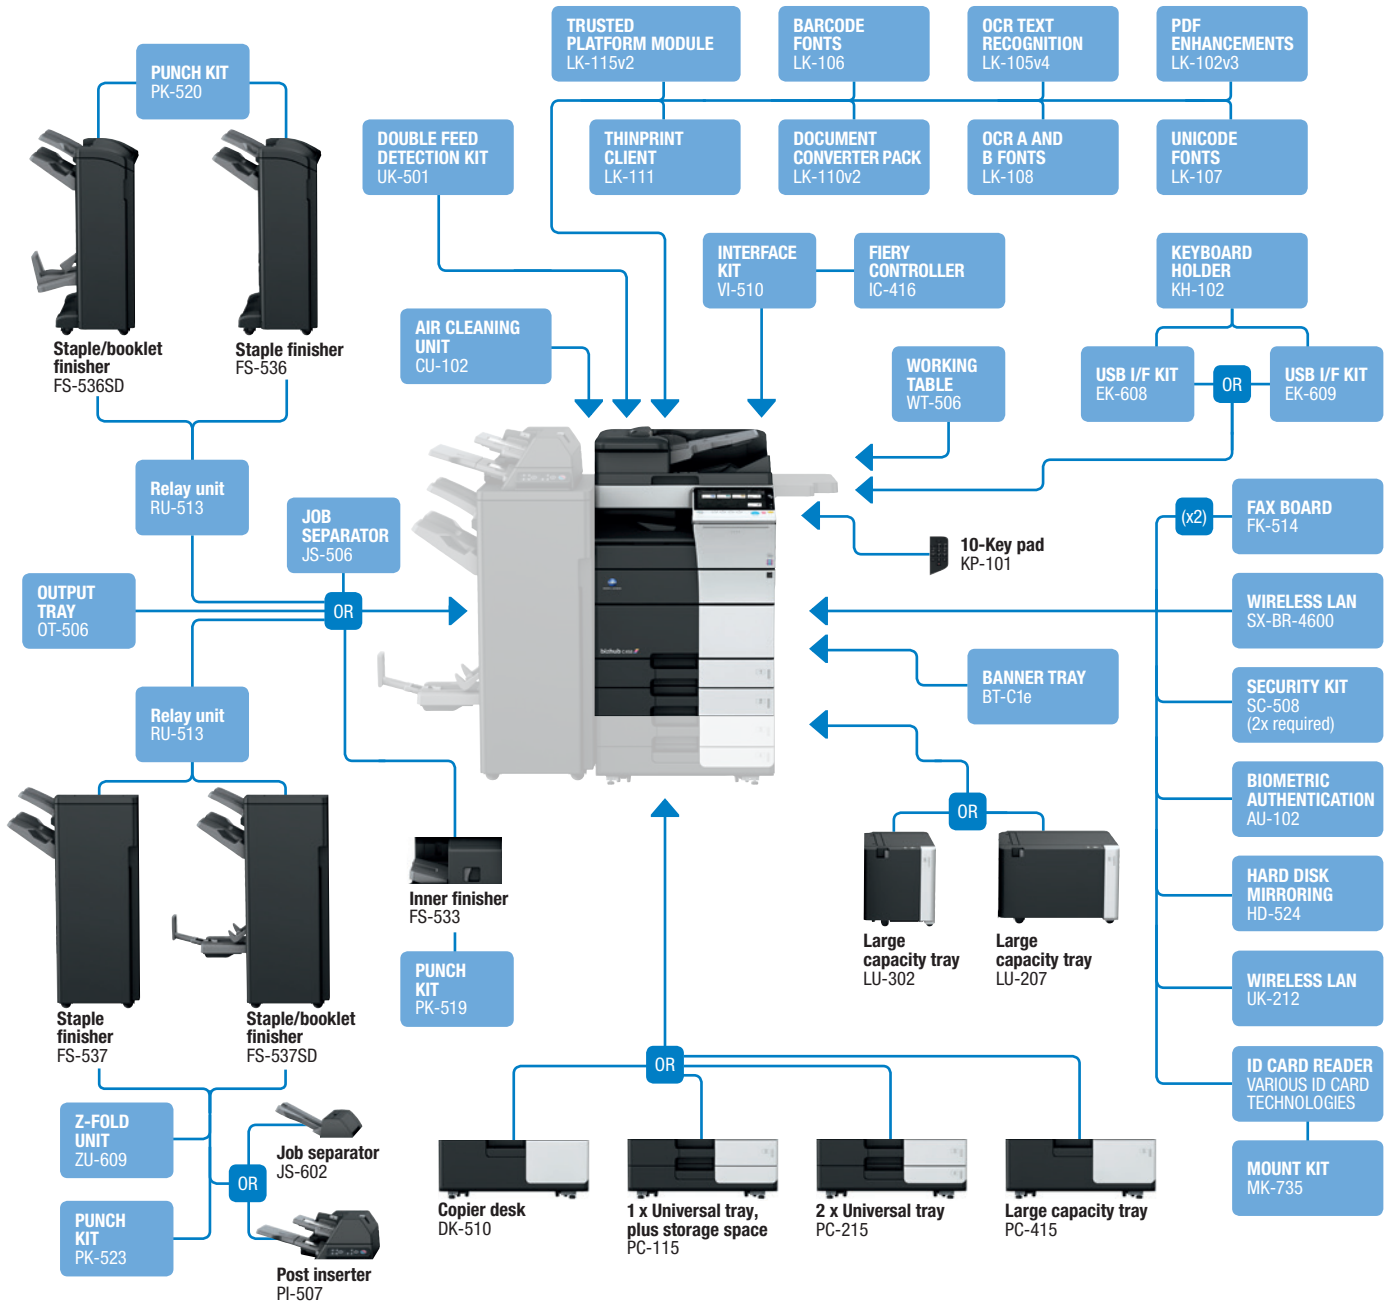 TRUSTED
PLATFORM MODULE
LK-115v2
BARCODE
FONTS
LK-106
OCR TEXT
RECOGNITION
LK-105v4
PDF
ENHANCEMENTS
LK-102v3
PUNCH KIT
PK-520
DOUBLE FEED
DETECTION KIT
UK-501
THINPRINT
CLIENT
LK-111
DOCUMENT
CONVERTER PACK
LK-110v2
OCR A AND
B FONTS
LK-108
UNICODE
FONTS
LK-107
INTERFACE
KIT
VI-510
FIERY
CONTROLLER
IC-416
KEYBOARD
HOLDER
KH-102
AIR CLEANING
UNIT
CU-102
Staple/booklet
finisher
FS-536SD
Staple finisher
FS-536
WORKING
TABLE
WT-506
USB I/F KIT
EK-608
OR
USB I/F KIT
EK-609
Relay unit
RU-513
JOB
SEPARATOR
JS-506
(x2)
FAX BOARD
FK-514
10-Key pad
KP-101
OUTPUT
TRAY
OT-506
OR
WIRELESS LAN
SX-BR-4600
bizhub
BANNER TRAY
BT-C1e
SECURITY KIT
SC-508
(2x required)
Relay unit
RU-513
BIOMETRIC
AUTHENTICATION
AU-102
OR
HARD DISK
MIRRORING
HD-524
Inner finisher
FS-533
Large
capacity tray
LU-302
Large
capacity tray
LU-207
PUNCH
KIT
PK-519
WIRELESS LAN
UK-212
Staple
finisher
FS-537
Staple/booklet
finisher
FS-537SD
OR
ID CARD READER
VARIOUS ID CARD
TECHNOLOGIES
Z-FOLD
UNIT
ZU-609
Job separator
JS-602
OR
MOUNT KIT
MK-735
PUNCH
KIT
PK-523
Post inserter
PI-507
Copier desk
DK-510
1 x Universal tray,
plus storage space
PC-115
2 x Universal tray
PC-215
Large capacity tray
PC-415